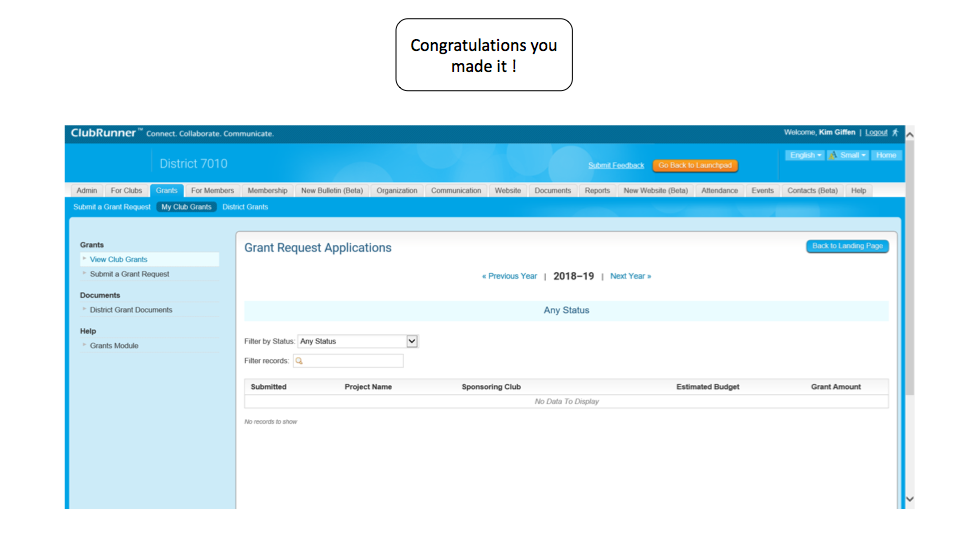 Congratulations you
made it !
ClubRunner™ Connect. Collaborate. Communicate.
Welcome, Kim Giffen | Logout
District 7010
Submit Feedback
Go Back to Launchpad
English
Small
Home
Admin For Clubs Grants For Members Membership New Bulletin (Beta) Organization Communication Website Documents Reports New Website (Beta) Attendance Events Contacts (Beta) Help
Submit a Grant Request My Club Grants District Grants
Grants
View Club Grants
Submit a Grant Request
Documents
District Grant Documents
Help
Grants Module
Grant Request Applications
Back to Landing Page
« Previous Year | 2018–19 | Next Year »
Any Status
Filter by Status: Any Status
Filter records:
Submitted Project Name Sponsoring Club Estimated Budget Grant Amount
No Data To Display
No records to show